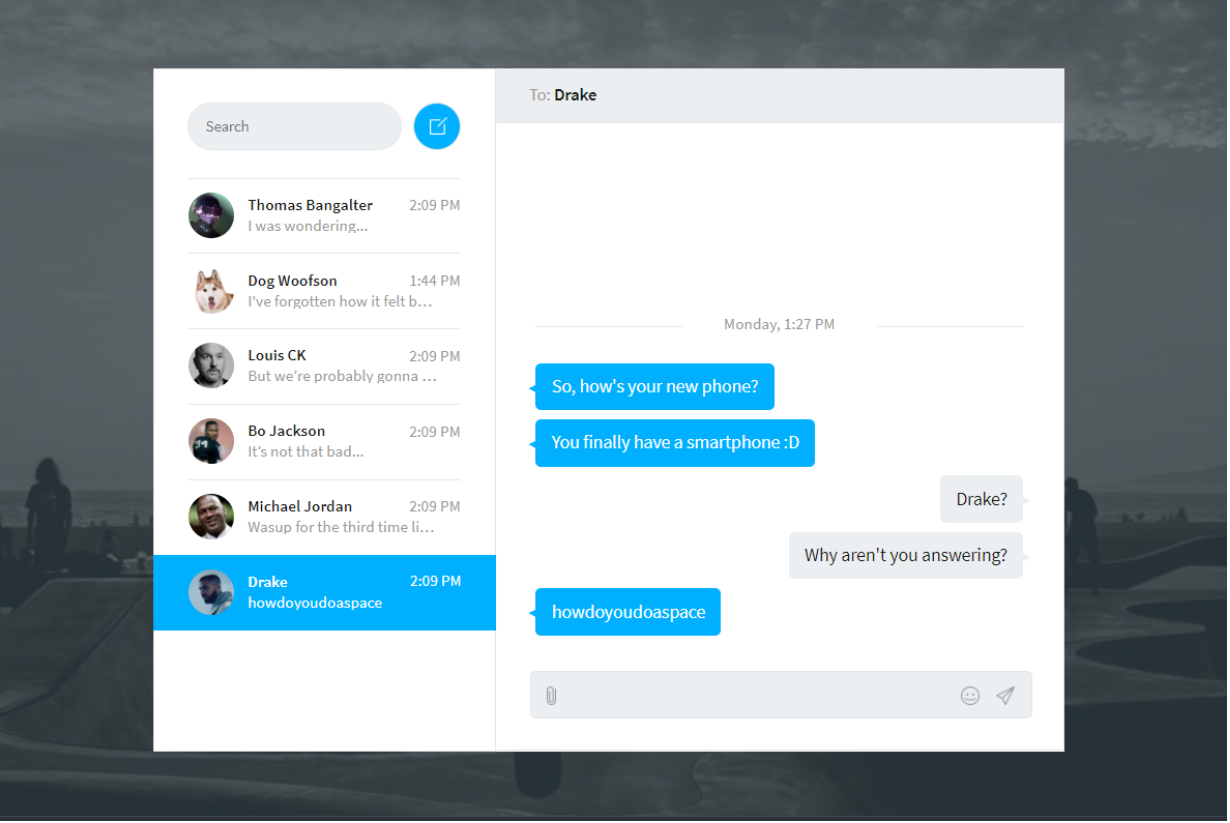 Search
Thomas Bangalter 2:09 PM
I was wondering...
Dog Woofson 1:44 PM
I've forgotten how it felt b…
Louis CK 2:09 PM
But we’re probably gonna …
Bo Jackson 2:09 PM
It’s not that bad...
Michael Jordan 2:09 PM
Wasup for the third time li…
Drake 2:09 PM
howdoyoudoaspace
To: Drake
Monday, 1:27 PM
So, how's your new phone?
You finally have a smartphone :D
Drake?
Why aren't you answering?
howdoyoudoaspace